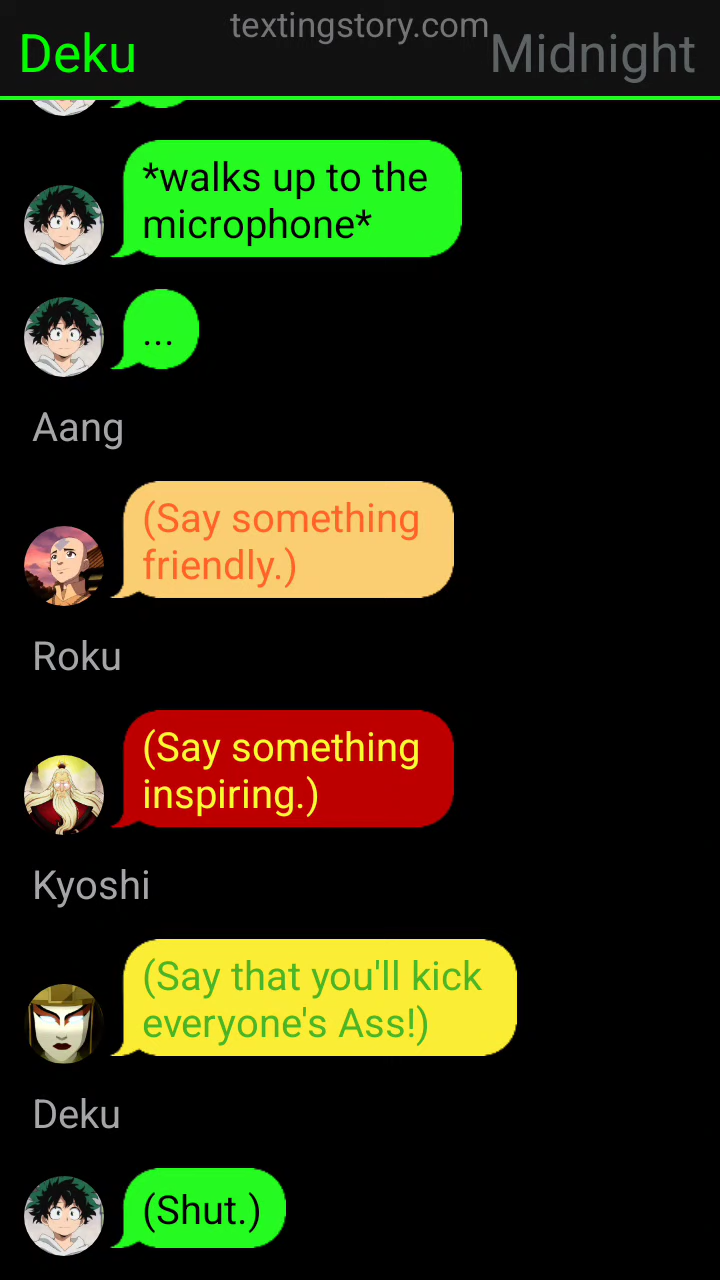 textingstory.com
Deku
Midnight
*walks up to the
microphone*
...
Aang
(Say something
friendly.)
Roku
(Say something
inspiring.)
Kyoshi
(Say that you'll kick
everyone's Ass!)
Deku
(Shut.)